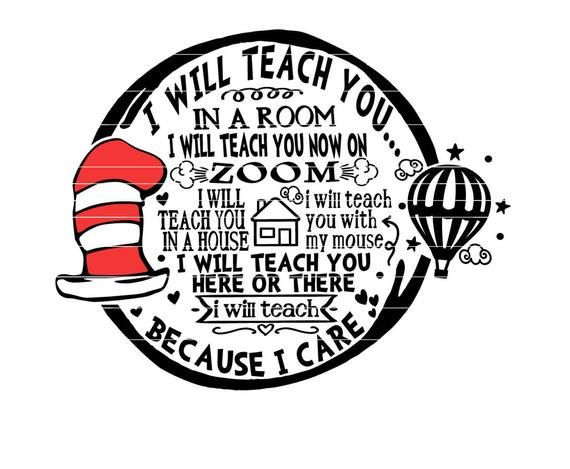 I WILL TEACH YOU...
IN A ROOM
I WILL TEACH YOU NOW ON
ZOOM
I WILL
TEACH YOU
IN A HOUSE
i will teach
you with
my mouse
I WILL TEACH YOU
HERE OR THERE
i will teach
BECAUSE I CARE